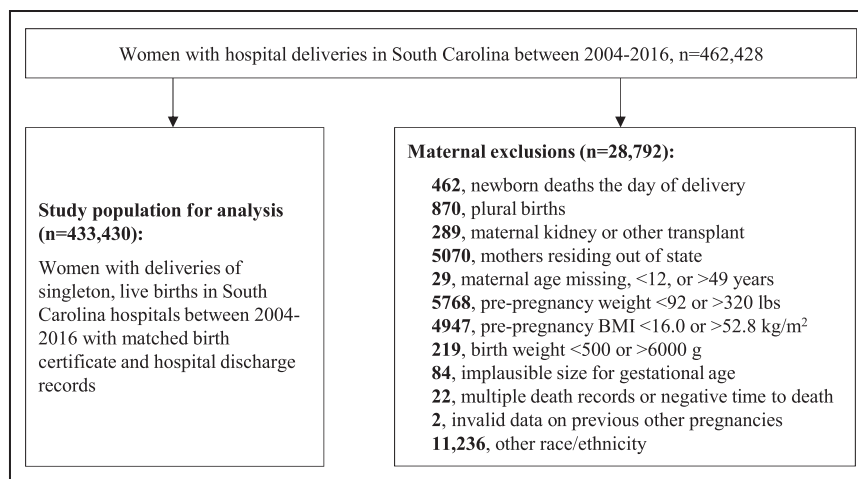 Women with hospital deliveries in South Carolina between 2004-2016, n=462,428
Study population for analysis
(n=433,430):
Women with deliveries of
singleton, live births in South
Carolina hospitals between 2004-
2016 with matched birth
certificate and hospital discharge
records
Maternal exclusions (n=28,792):
462, newborn deaths the day of delivery
870, plural births
289, maternal kidney or other transplant
5070, mothers residing out of state
29, maternal age missing, <12, or >49 years
5768, pre-pregnancy weight <92 or >320 lbs
4947, pre-pregnancy BMI <16.0 or >52.8 kg/m²
219, birth weight <500 or >6000 g
84, implausible size for gestational age
22, multiple death records or negative time to death
2, invalid data on previous other pregnancies
11,236, other race/ethnicity